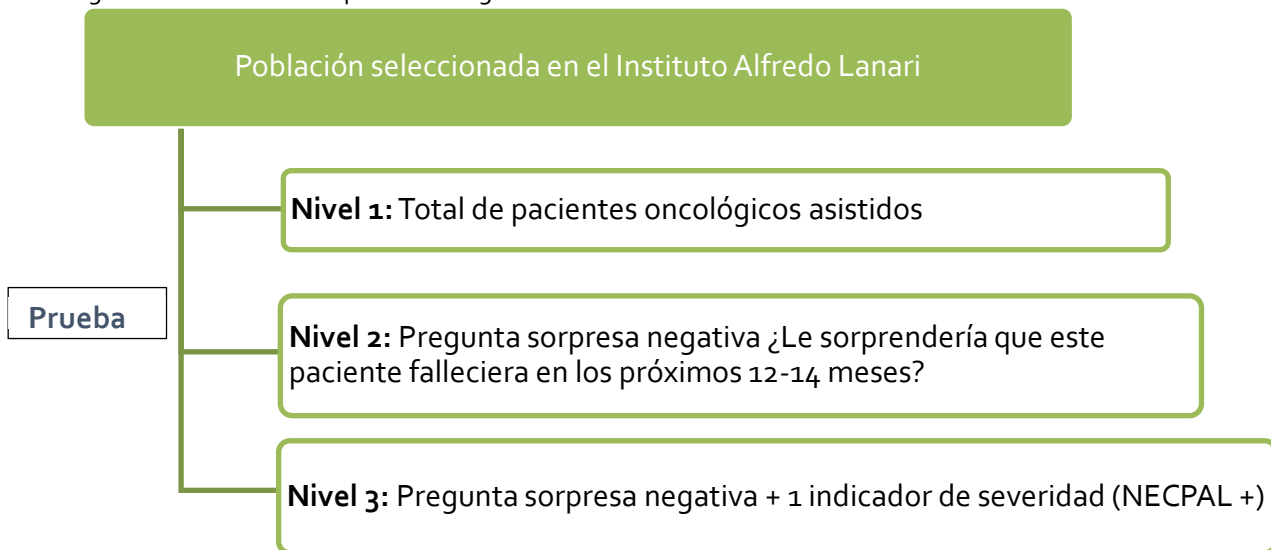 Población seleccionada en el Instituto Alfredo Lanari
Nivel 1: Total de pacientes oncológicos asistidos
Prueba
Nivel 2: Pregunta sorpresa negativa ¿Le sorprendería que este
paciente falleciera en los próximos 12-14 meses?
Nivel 3: Pregunta sorpresa negativa + 1 indicador de severidad (NECPAL +)